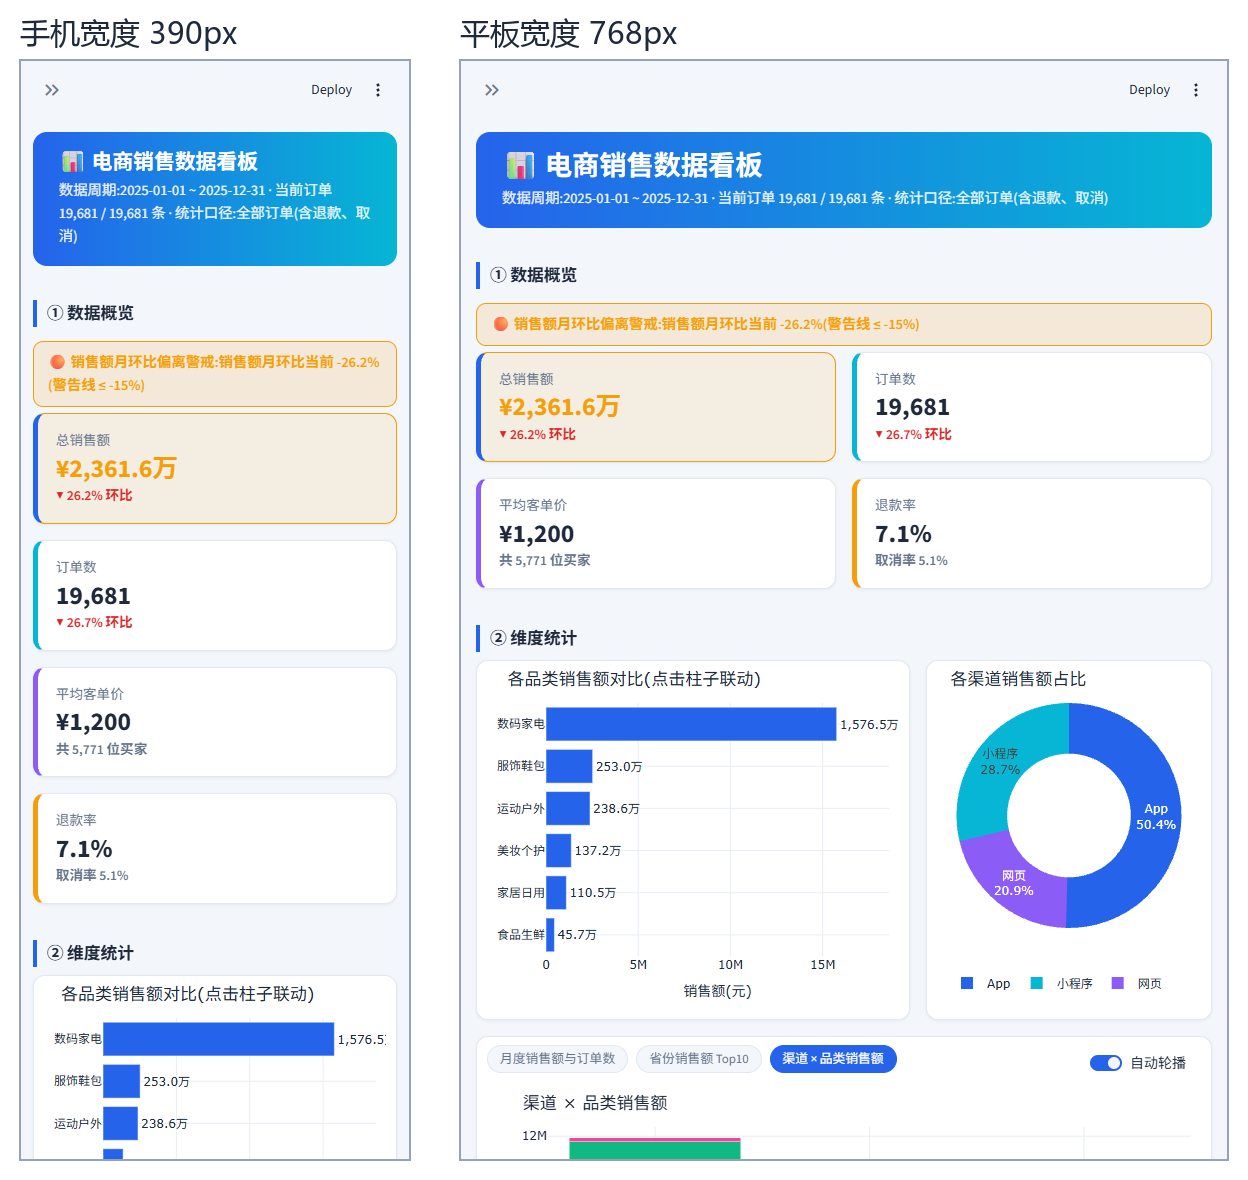 手机宽度 390px
Deploy
电商销售数据看板
数据周期:2025-01-01 ~ 2025-12-31 · 当前订单
19,681 / 19,681 条 · 统计口径:全部订单(含退款、取
消)
① 数据概览
销售额月环比偏离警戒:销售额月环比当前 -26.2%
(警告线 ≤ -15%)
总销售额
¥2,361.6万
▼ 26.2% 环比
订单数
19,681
▼ 26.7% 环比
平均客单价
¥1,200
共 5,771 位买家
退款率
7.1%
取消率 5.1%
② 维度统计
各品类销售额对比(点击柱子联动)
数码家电 1,576.5
服饰鞋包 253.0万
运动户外 238.6万
平板宽度 768px
Deploy
电商销售数据看板
数据周期:2025-01-01 ~ 2025-12-31 · 当前订单 19,681 / 19,681 条 · 统计口径:全部订单(含退款、取消)
① 数据概览
销售额月环比偏离警戒:销售额月环比当前 -26.2%(警告线 ≤ -15%)
总销售额
¥2,361.6万
▼ 26.2% 环比
订单数
19,681
▼ 26.7% 环比
平均客单价
¥1,200
共 5,771 位买家
退款率
7.1%
取消率 5.1%
② 维度统计
各品类销售额对比(点击柱子联动)
数码家电 1,576.5万
服饰鞋包 253.0万
运动户外 238.6万
美妆个护 137.2万
家居日用 110.5万
食品生鲜 45.7万
0 5M 10M 15M
销售额(元)
各渠道销售额占比
小程序
28.7%
App
50.4%
网页
20.9%
App 小程序 网页
月度销售额与订单数 省份销售额 Top10 渠道 × 品类销售额 自动轮播
渠道 × 品类销售额
12M